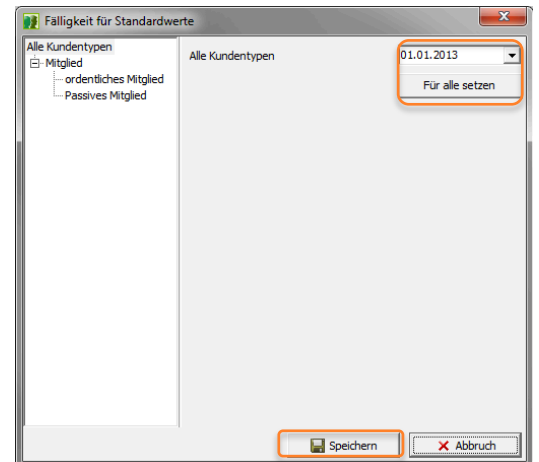 Fälligkeit für Standardwerte
Alle Kundentypen
Mitglied
ordentliches Mitglied
Passives Mitglied
Alle Kundentypen
01.01.2013
Für alle setzen
Speichern
Abbruch